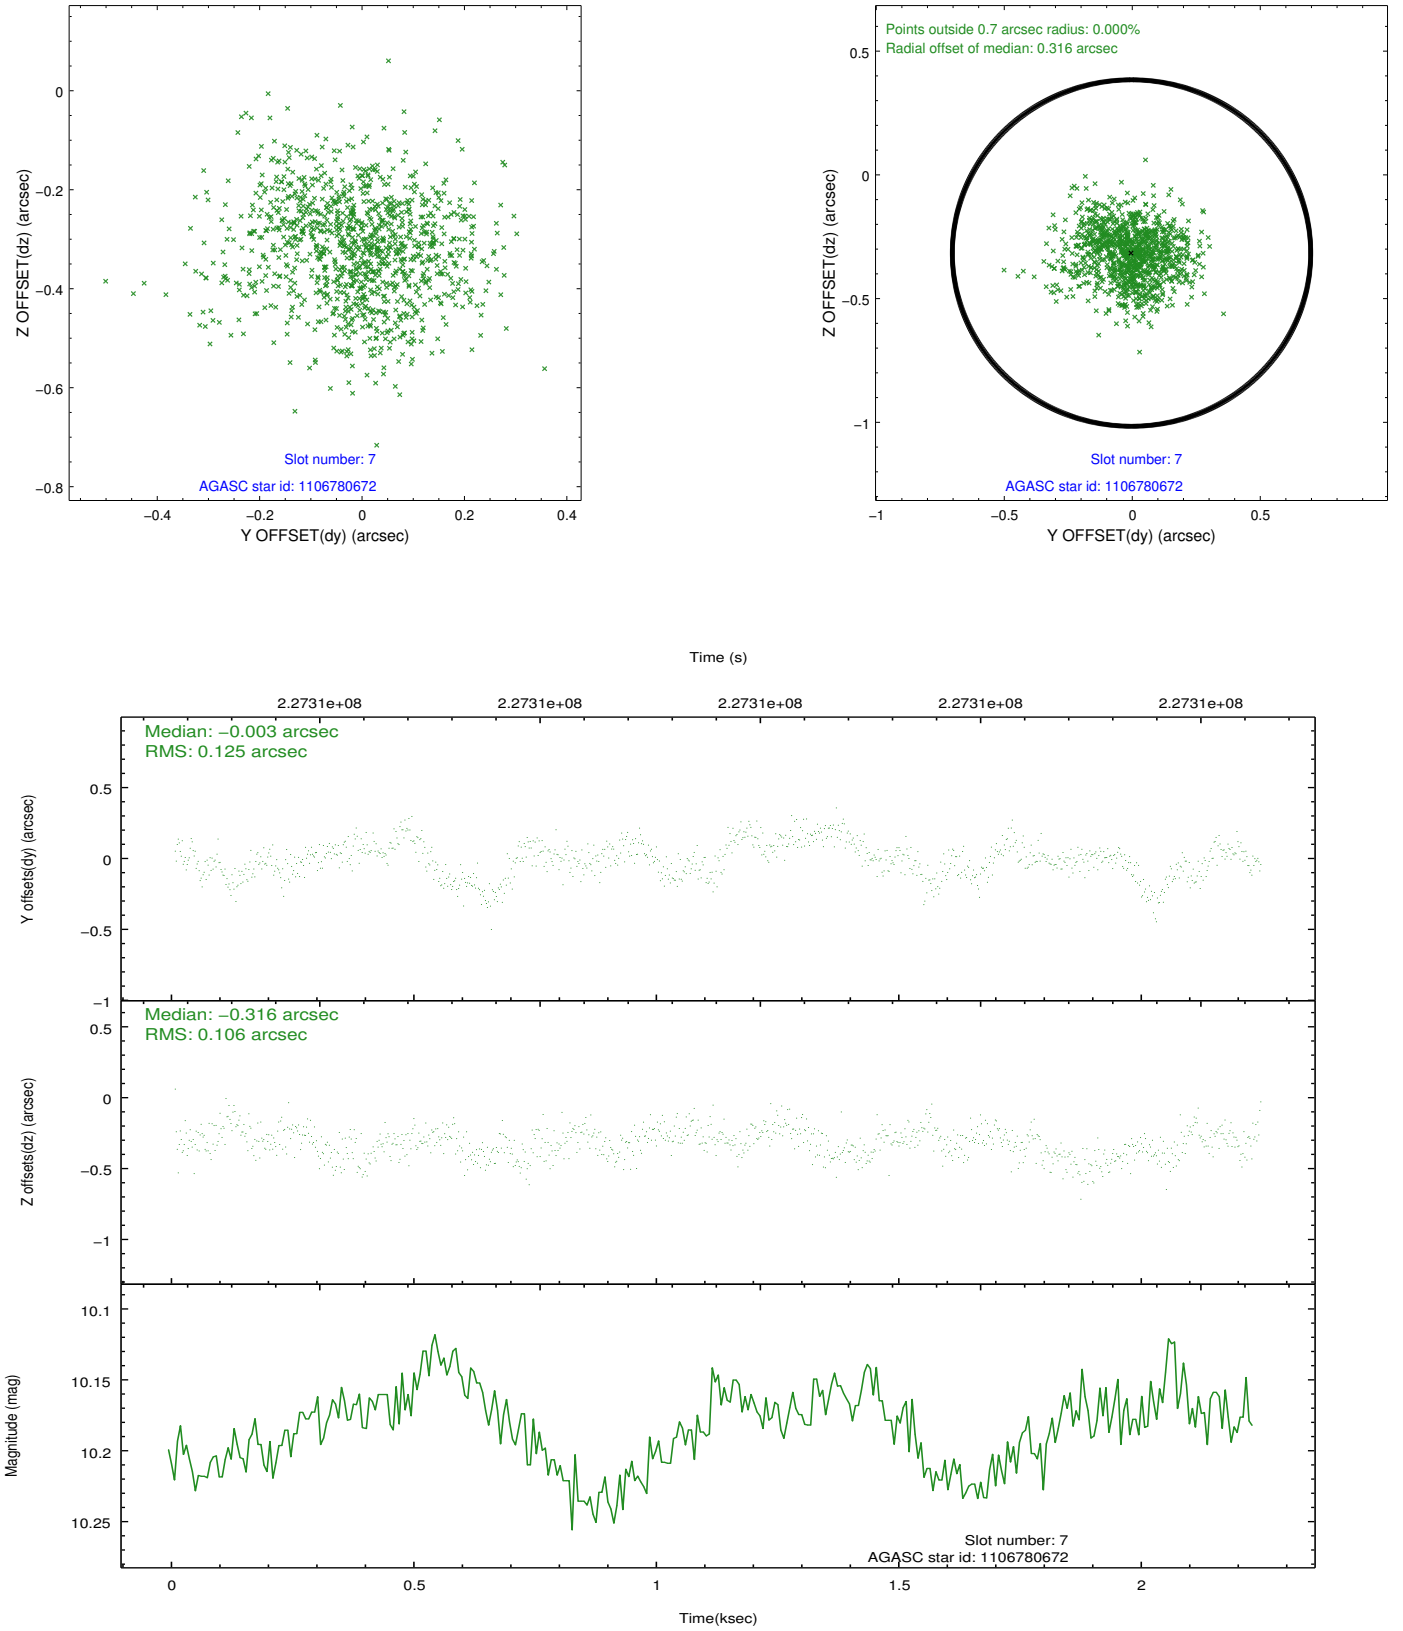 0
−0.2
−0.4
−0.6
−0.8
Z OFFSET(dz) (arcsec)
Slot number: 7
AGASC star id: 1106780672
−0.4
−0.2
0
0.2
0.4
Y OFFSET(dy) (arcsec)
Points outside 0.7 arcsec radius: 0.000%
Radial offset of median: 0.316 arcsec
0.5
0
−0.5
−1
Z OFFSET(dz) (arcsec)
Slot number: 7
AGASC star id: 1106780672
−1
−0.5
0
0.5
Y OFFSET(dy) (arcsec)
Time (s)
2.2731e+08
2.2731e+08
2.2731e+08
2.2731e+08
2.2731e+08
Median: −0.003 arcsec
RMS: 0.125 arcsec
0.5
0
−0.5
−1
Y offsets(dy) (arcsec)
Median: −0.316 arcsec
RMS: 0.106 arcsec
0.5
0
−0.5
−1
Z offsets(dz) (arcsec)
10.1
10.15
10.2
10.25
Magnitude (mag)
Slot number: 7
AGASC star id: 1106780672
0
0.5
1
1.5
2
Time(ksec)